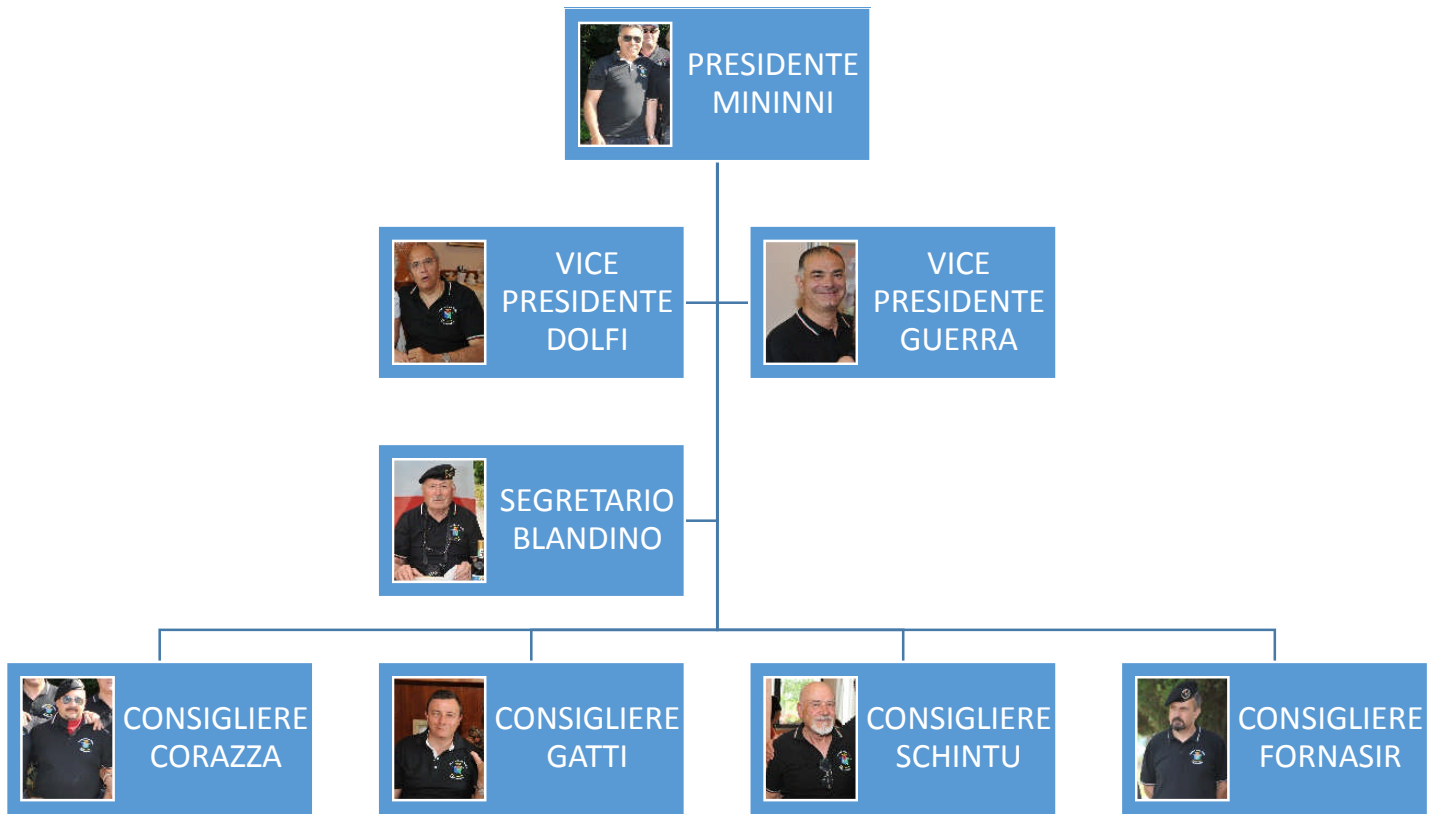 PRESIDENTE
MININNI
VICE
PRESIDENTE
DOLFI
VICE
PRESIDENTE
GUERRA
SEGRETARIO
BLANDINO
CONSIGLIERE
CORAZZA
CONSIGLIERE
GATTI
CONSIGLIERE
SCHINTU
CONSIGLIERE
FORNASIR